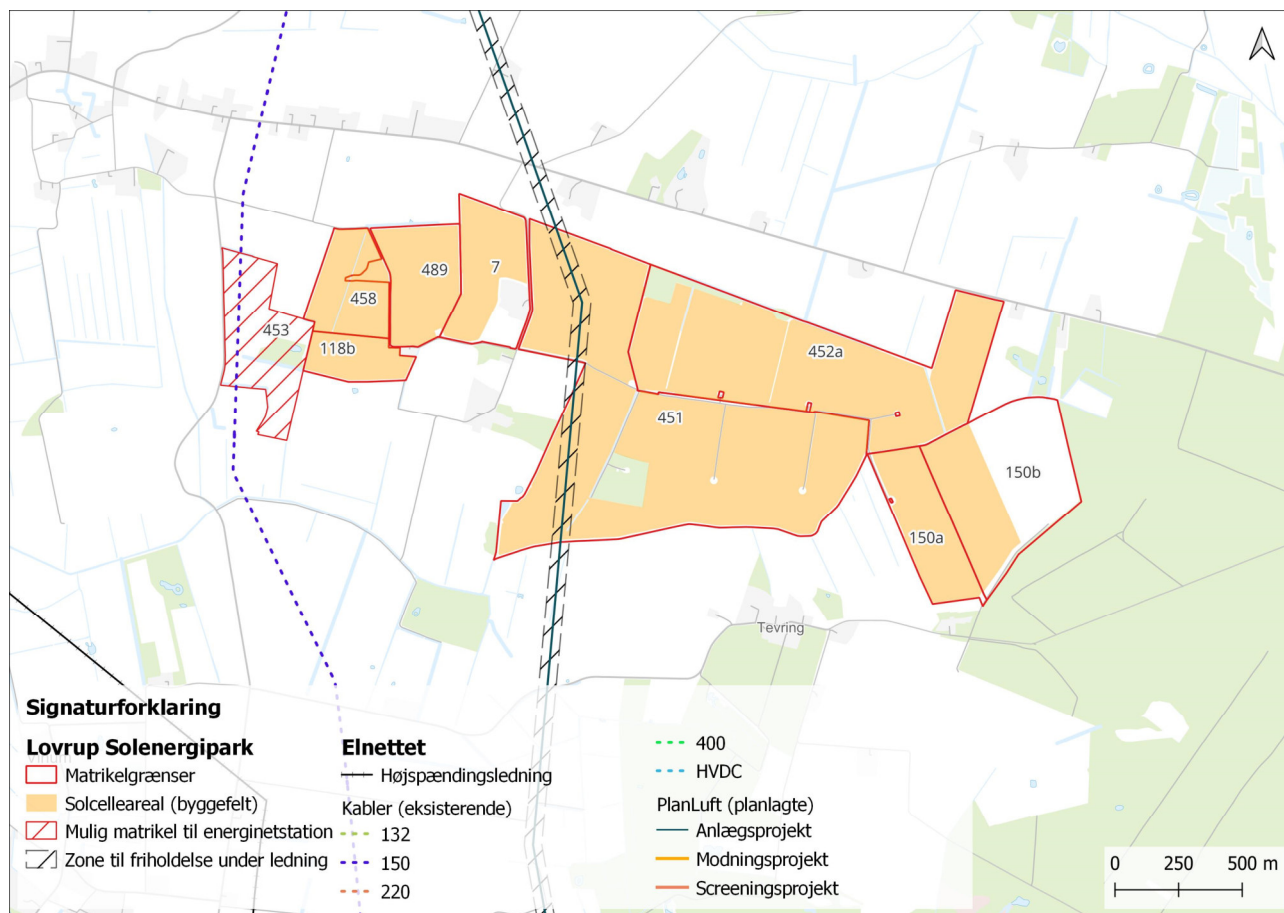 489
7
458
453
118b
452a
451
150b
150a
Tevring
Signaturforklaring
Lovrup Solenergipark
Vinum
Matrikelgrænser
Solcelleareal (byggefelt)
Mulig matrikel til energinetstation
Zone til friholdelse under ledning
Elnettet
Højspændingsledning
Kabler (eksisterende)
132
150
220
400
HVDC
PlanLuft (planlagte)
Anlægsprojekt
Modningsprojekt
Screeningsprojekt
0 250 500 m